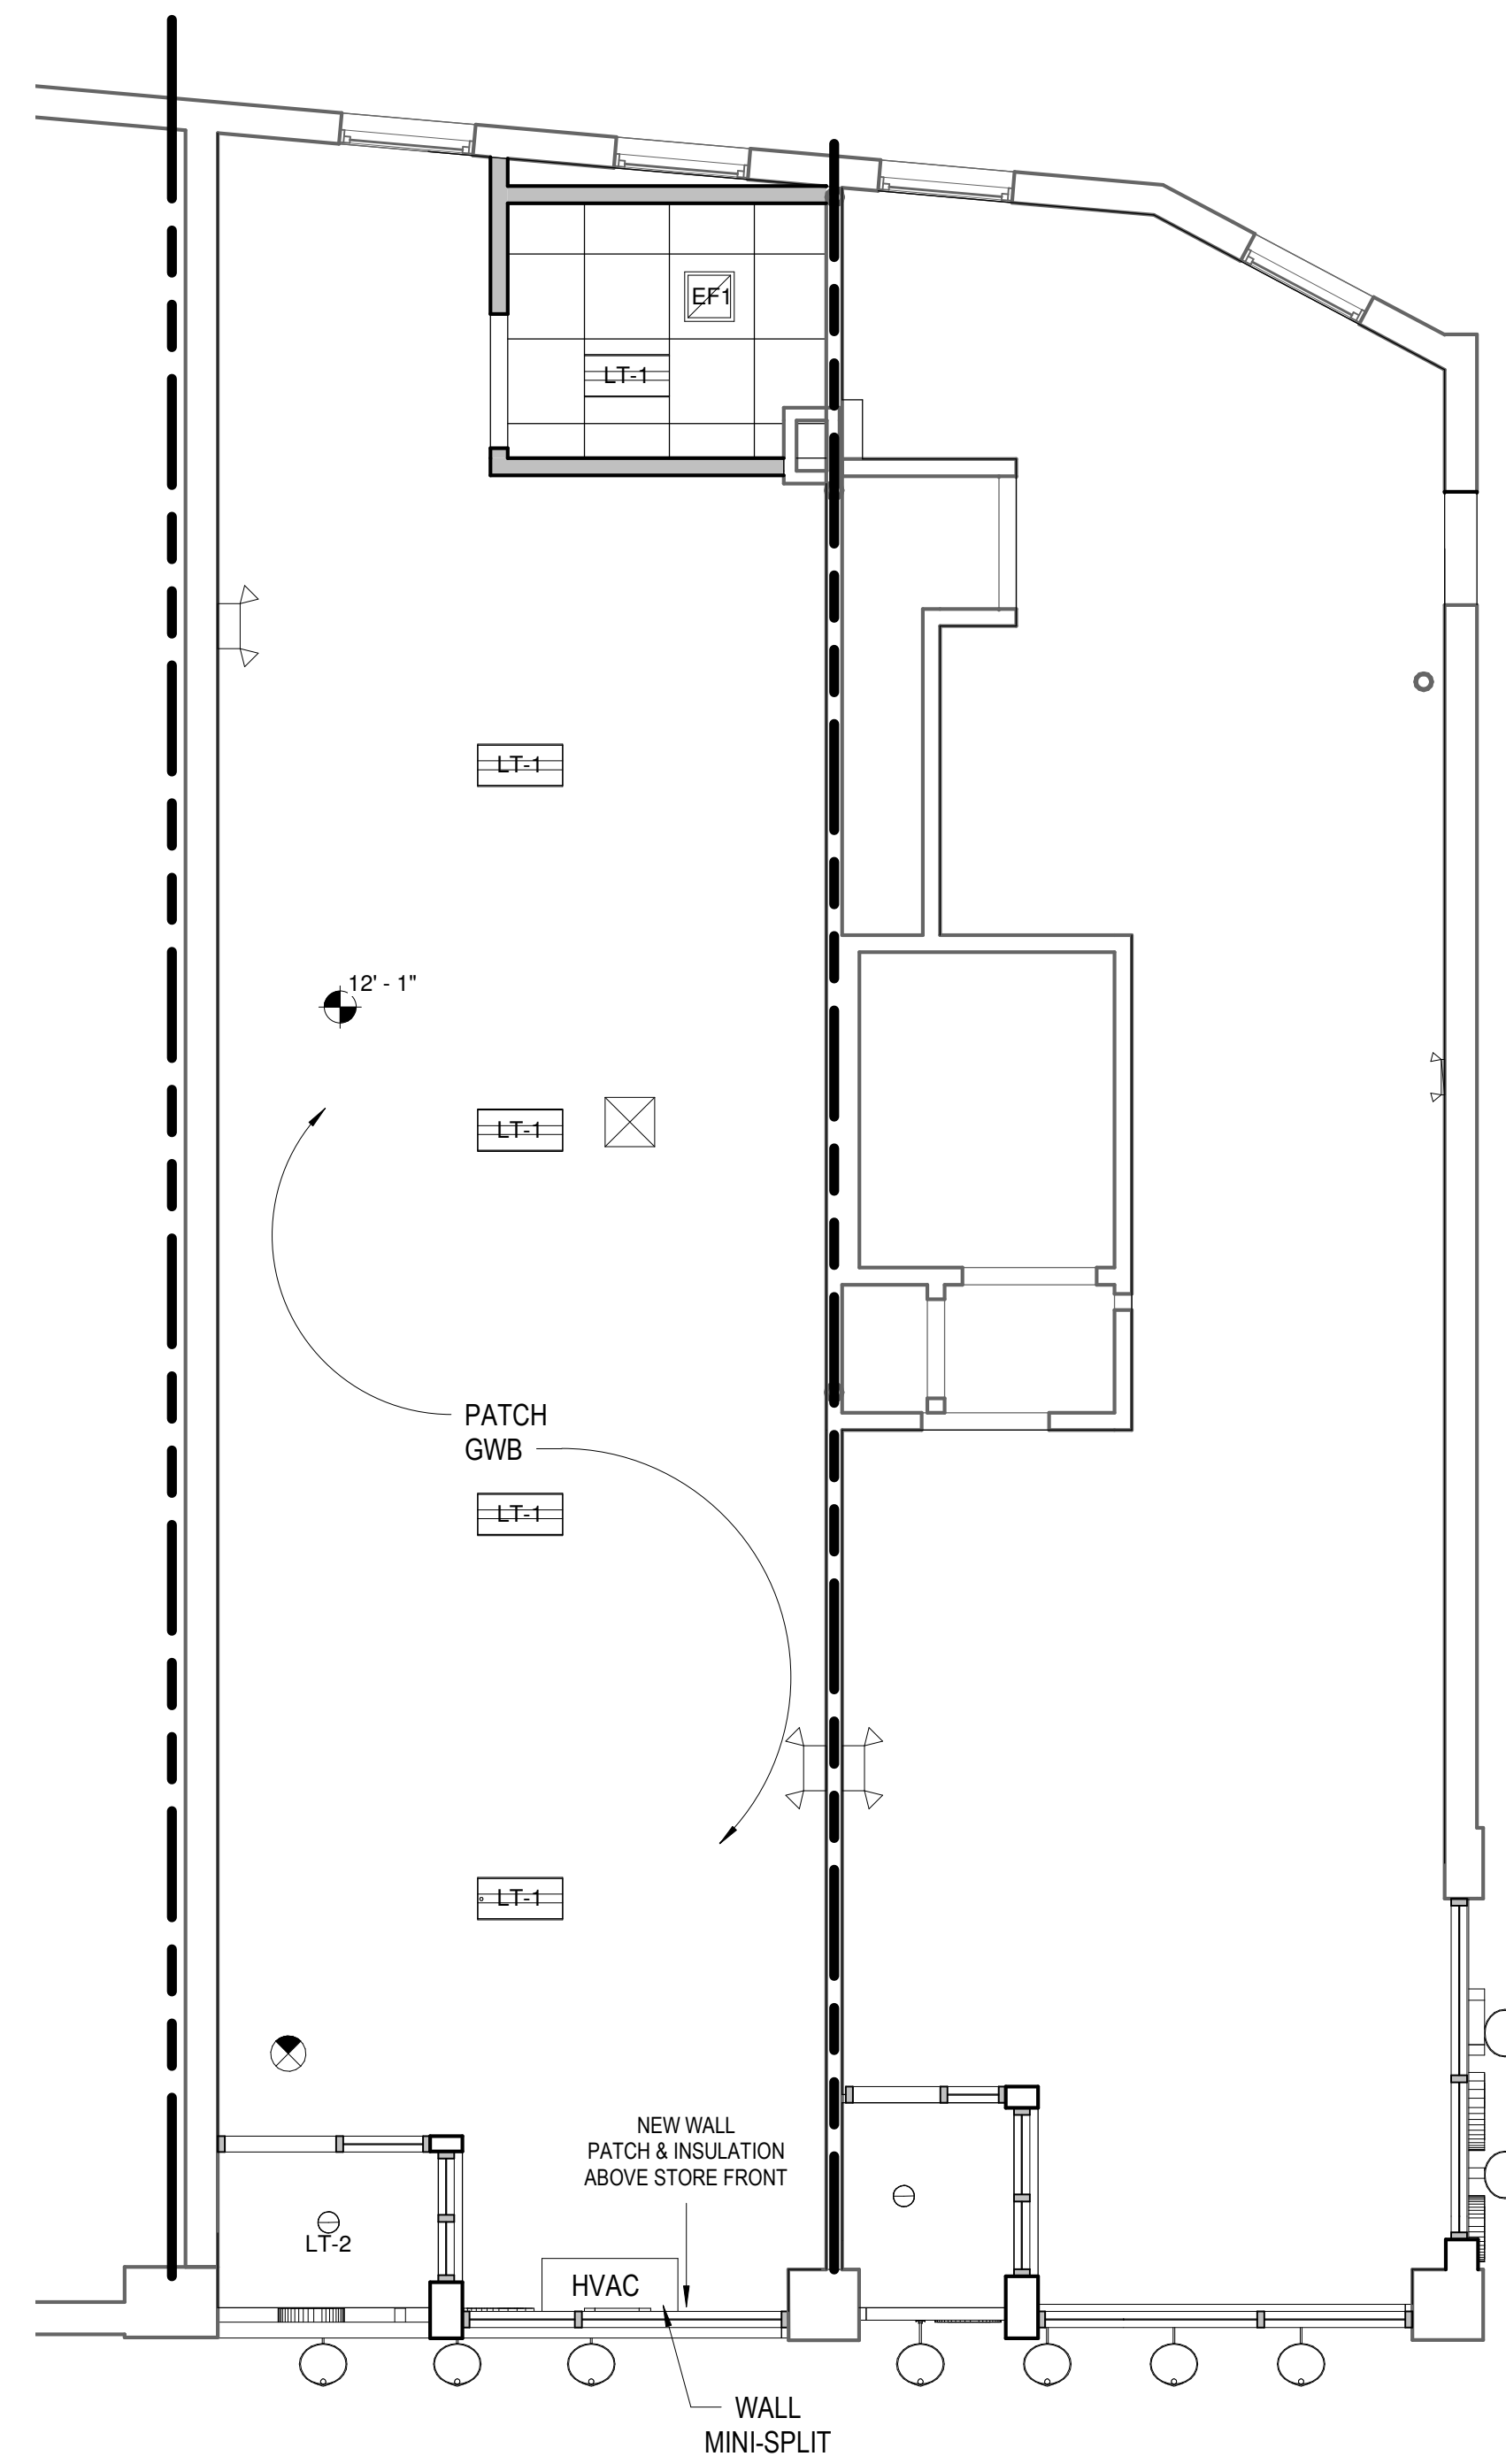 EF1
LT-1
LT-1
12' - 1"
LT-1
PATCH
GWB
LT-1
LT-1
NEW WALL
PATCH & INSULATION
ABOVE STORE FRONT
LT-2
HVAC
WALL
MINI-SPLIT